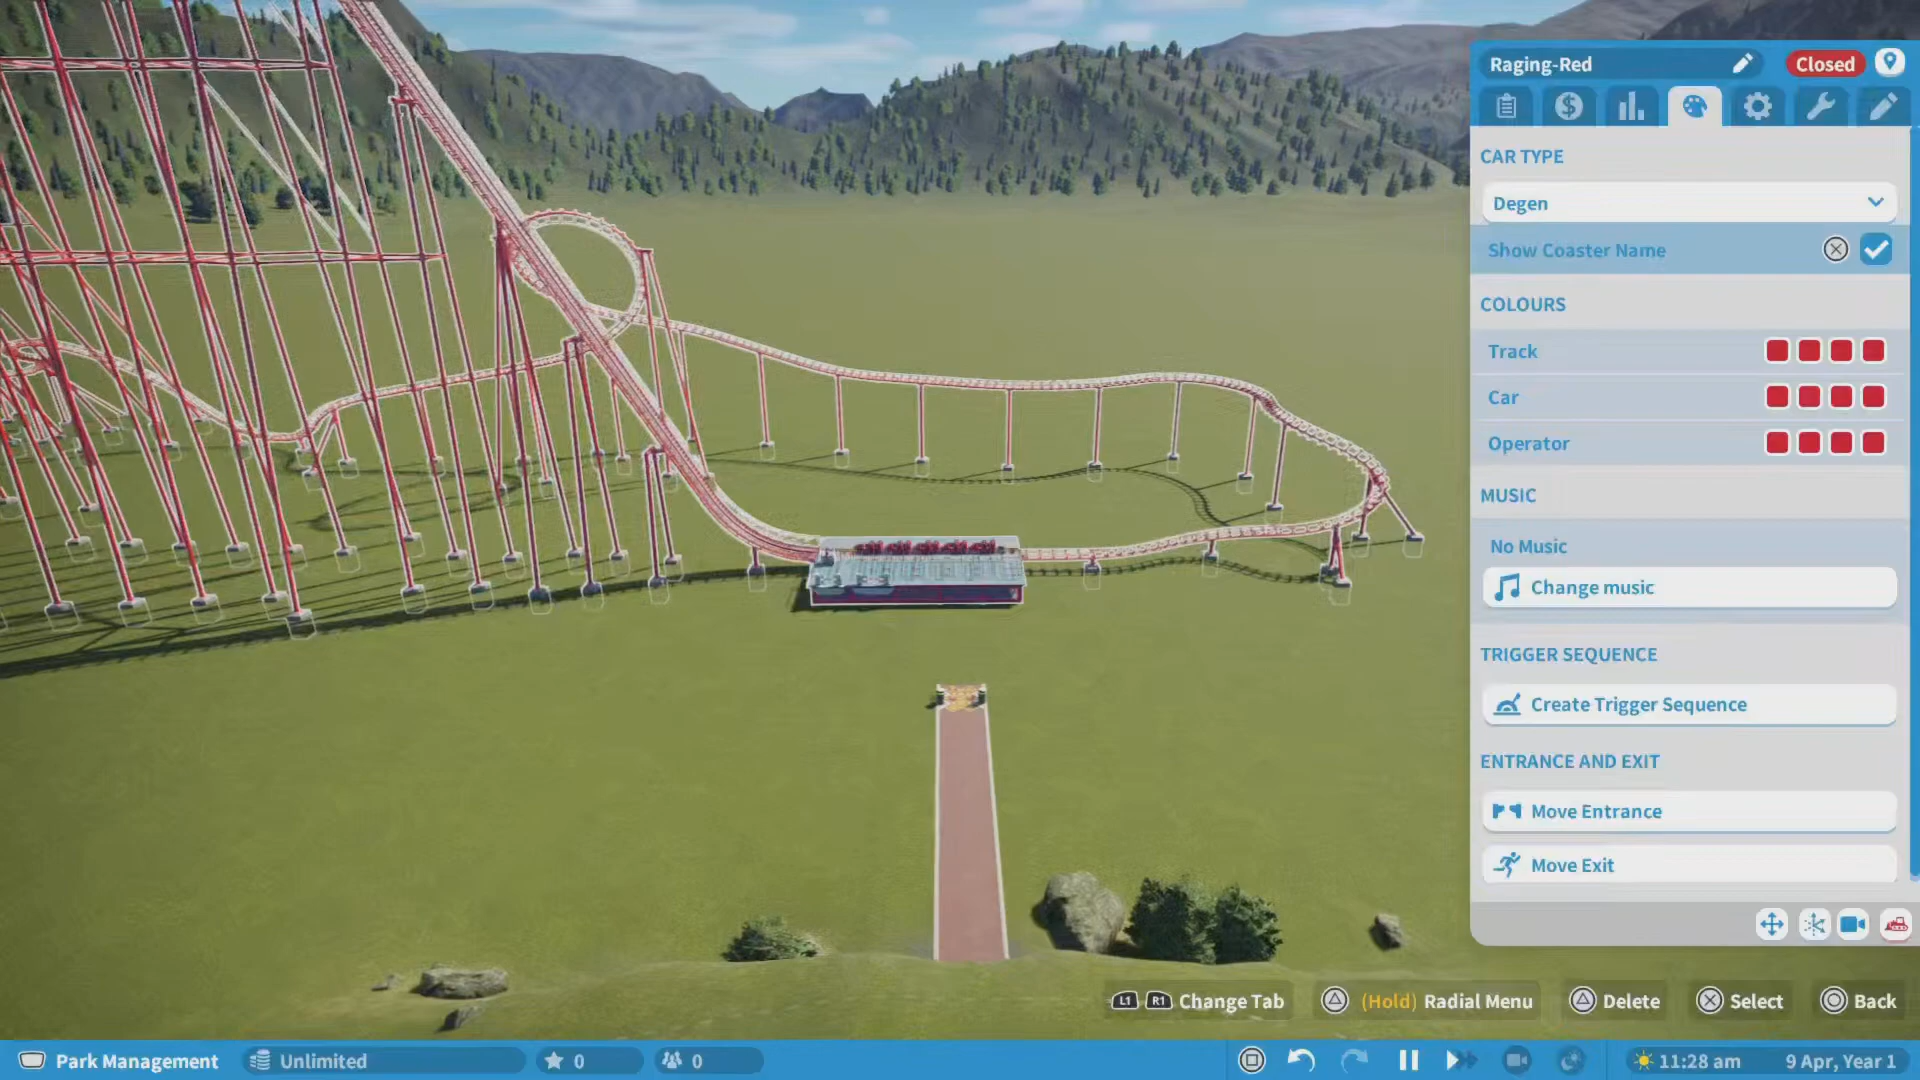 Raging-Red
Closed
CAR TYPE
Degen
Show Coaster Name
COLOURS
Track
Car
Operator
MUSIC
No Music
Change music
TRIGGER SEQUENCE
Create Trigger Sequence
ENTRANCE AND EXIT
Move Entrance
Move Exit
L1 R1 Change Tab
(Hold) Radial Menu
Delete
Select
Back
Park Management
Unlimited
0
0
11:28 am
9 Apr, Year 1